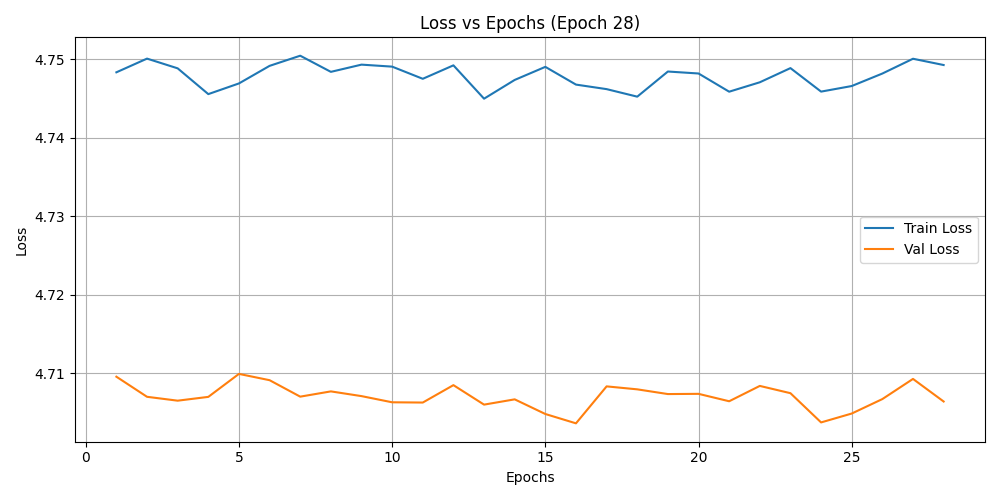 Loss vs Epochs (Epoch 28)
4.75
4.74
4.73
4.72
4.71
Loss
Train Loss
Val Loss
0 5 10 15 20 25
Epochs